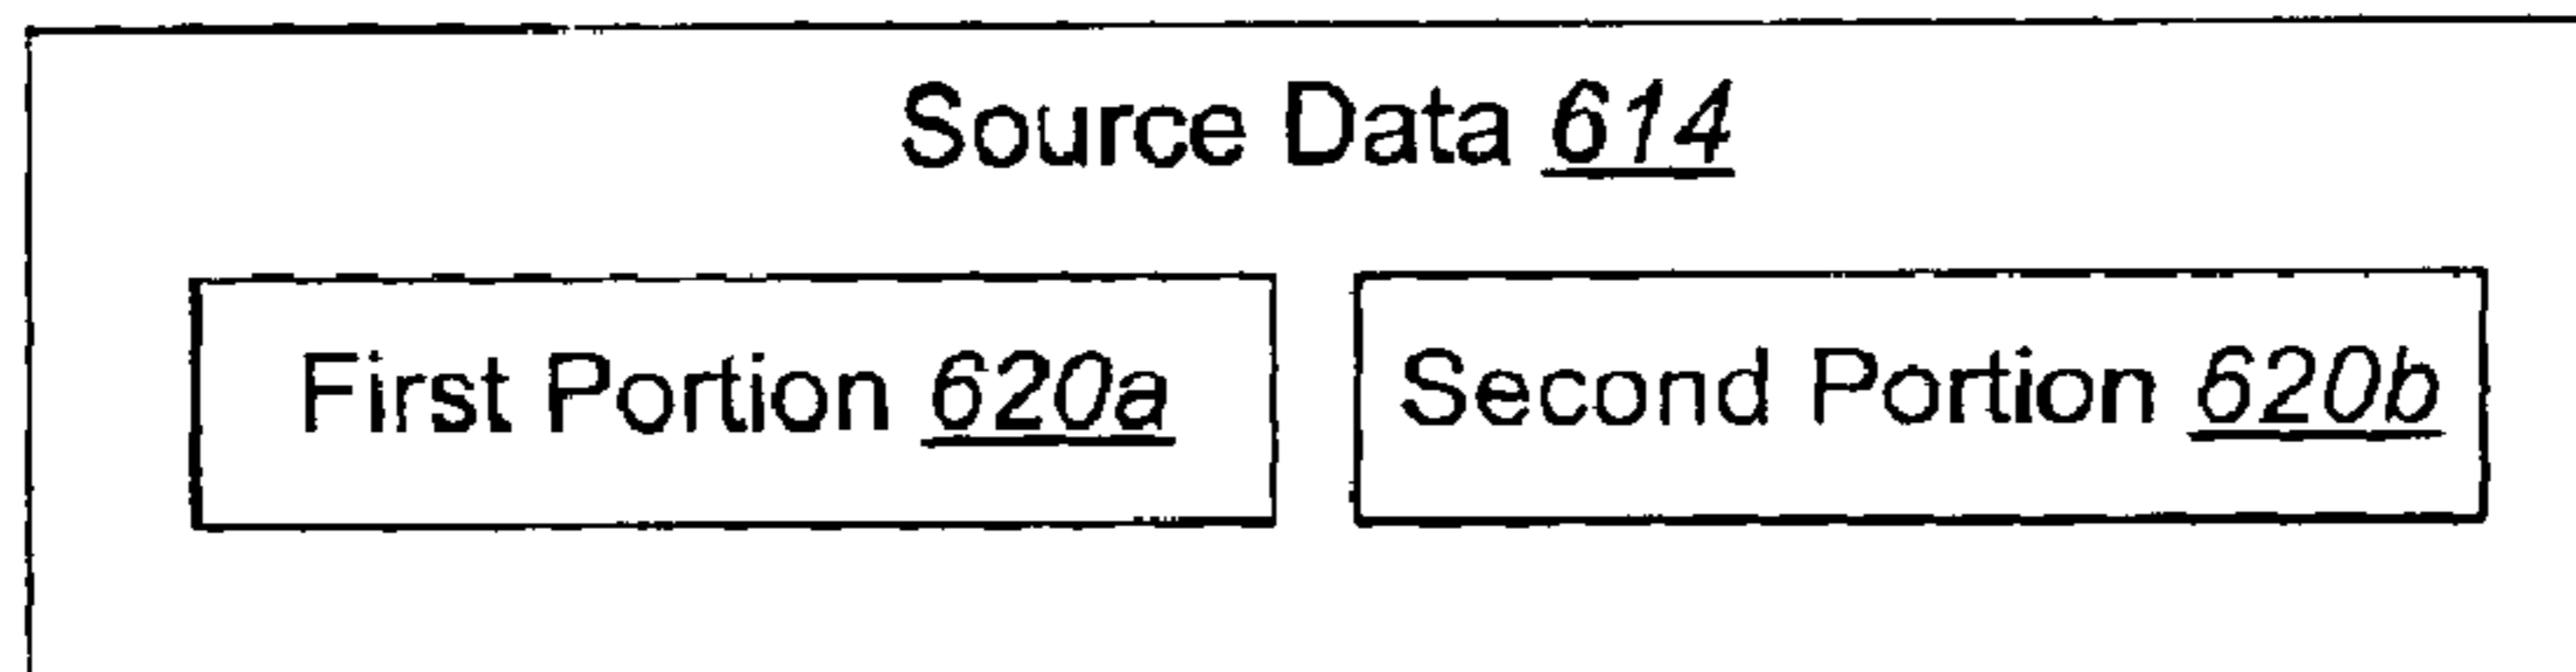 Source Data 614
First Portion 620a Second Portion 620b